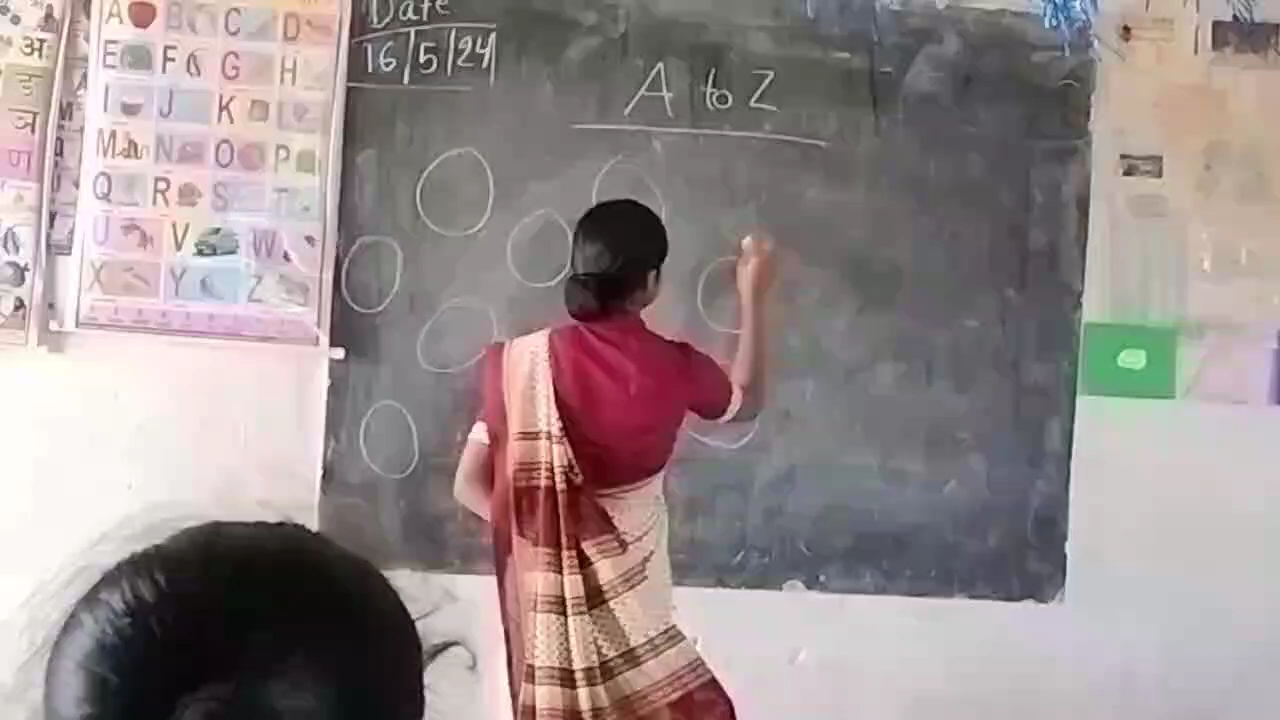 अ
ञ
ण
A B C D
E F G H
I J K
M N O P
Q R S T
U V W
X Y Z
Date
16/5/24
A to Z